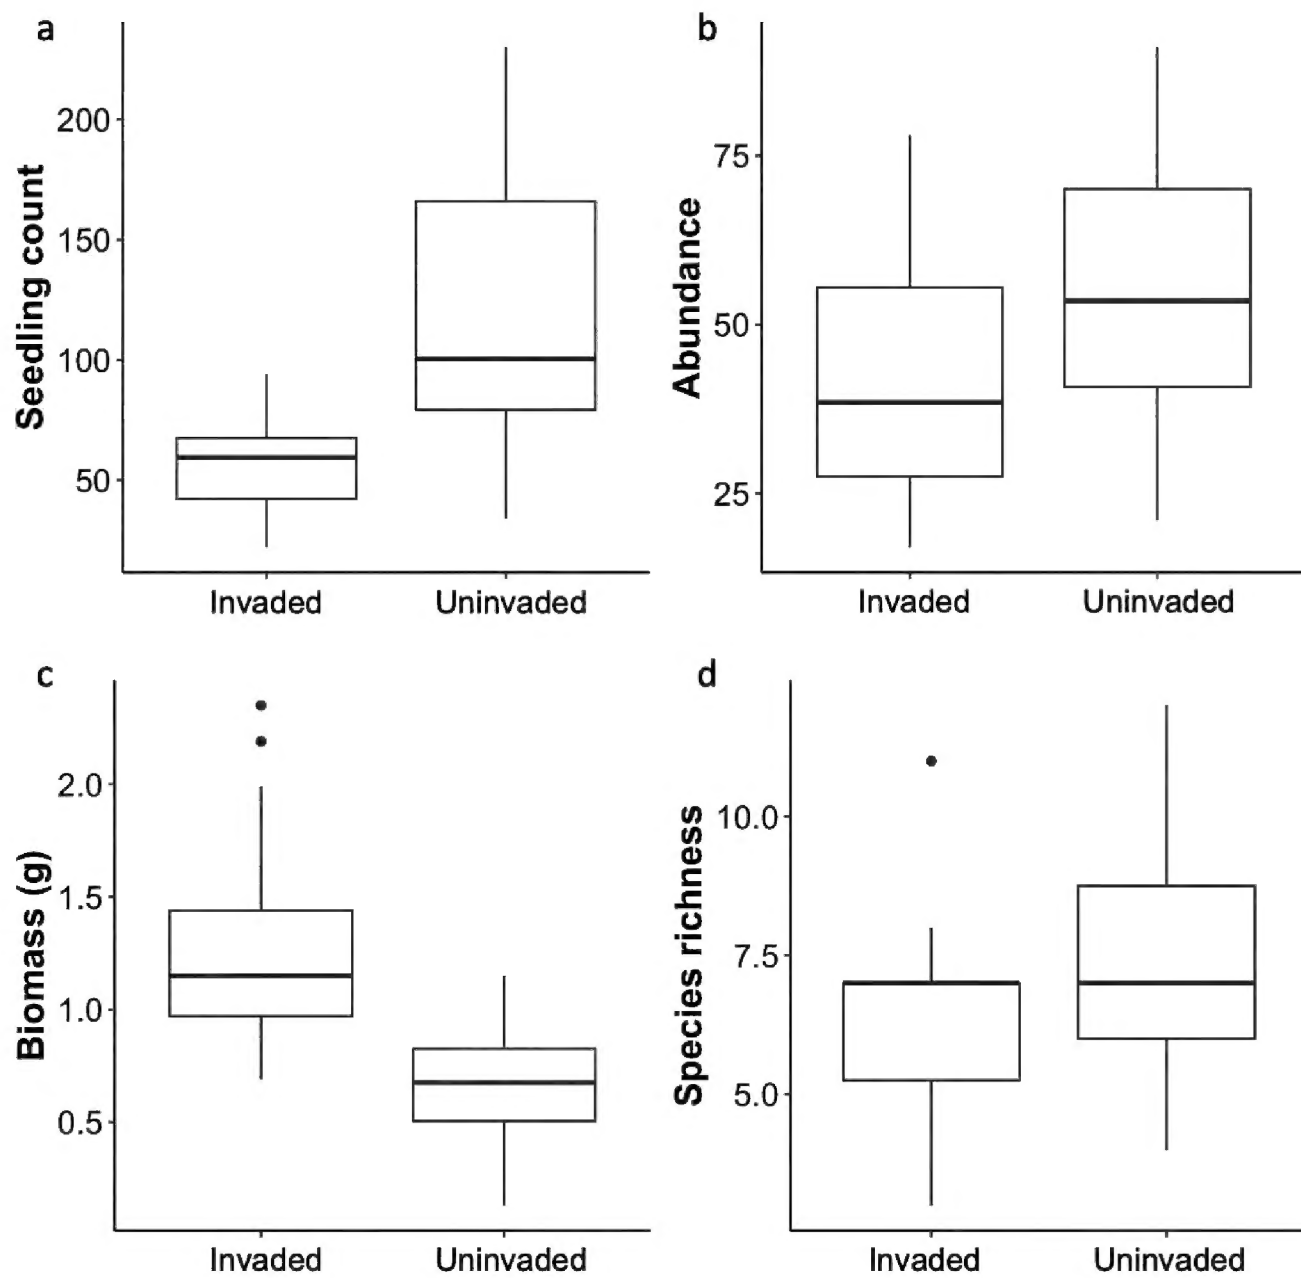 a
Seedling count
200
150
100
50
Invaded Uninvaded
b
Abundance
75
50
25
Invaded Uninvaded
c
Biomass (g)
2.0
1.5
1.0
0.5
Invaded Uninvaded
d
Species richness
10.0
7.5
5.0
Invaded Uninvaded